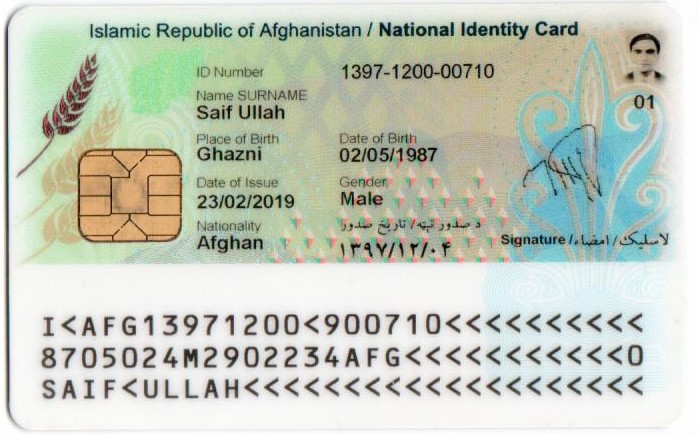 Islamic Republic of Afghanistan / National Identity Card
ID Number 1397-1200-00710
Name SURNAME
Saif Ullah
01
Place of Birth Date of Birth
Ghazni 02/05/1987
Date of Issue Gender
23/02/2019 Male
Nationality د صدور نېټه/ تاریخ صدور
Afghan ۱۳۹۷/۱۲/۰۴
Signature /لاسلیک/ امضاء
I<AFG13971200<900710<<<<<<<<<<
8705024M2902234AFG<<<<<<<<<<<0
SAIF<ULLAH<<<<<<<<<<<<<<<<<<<<